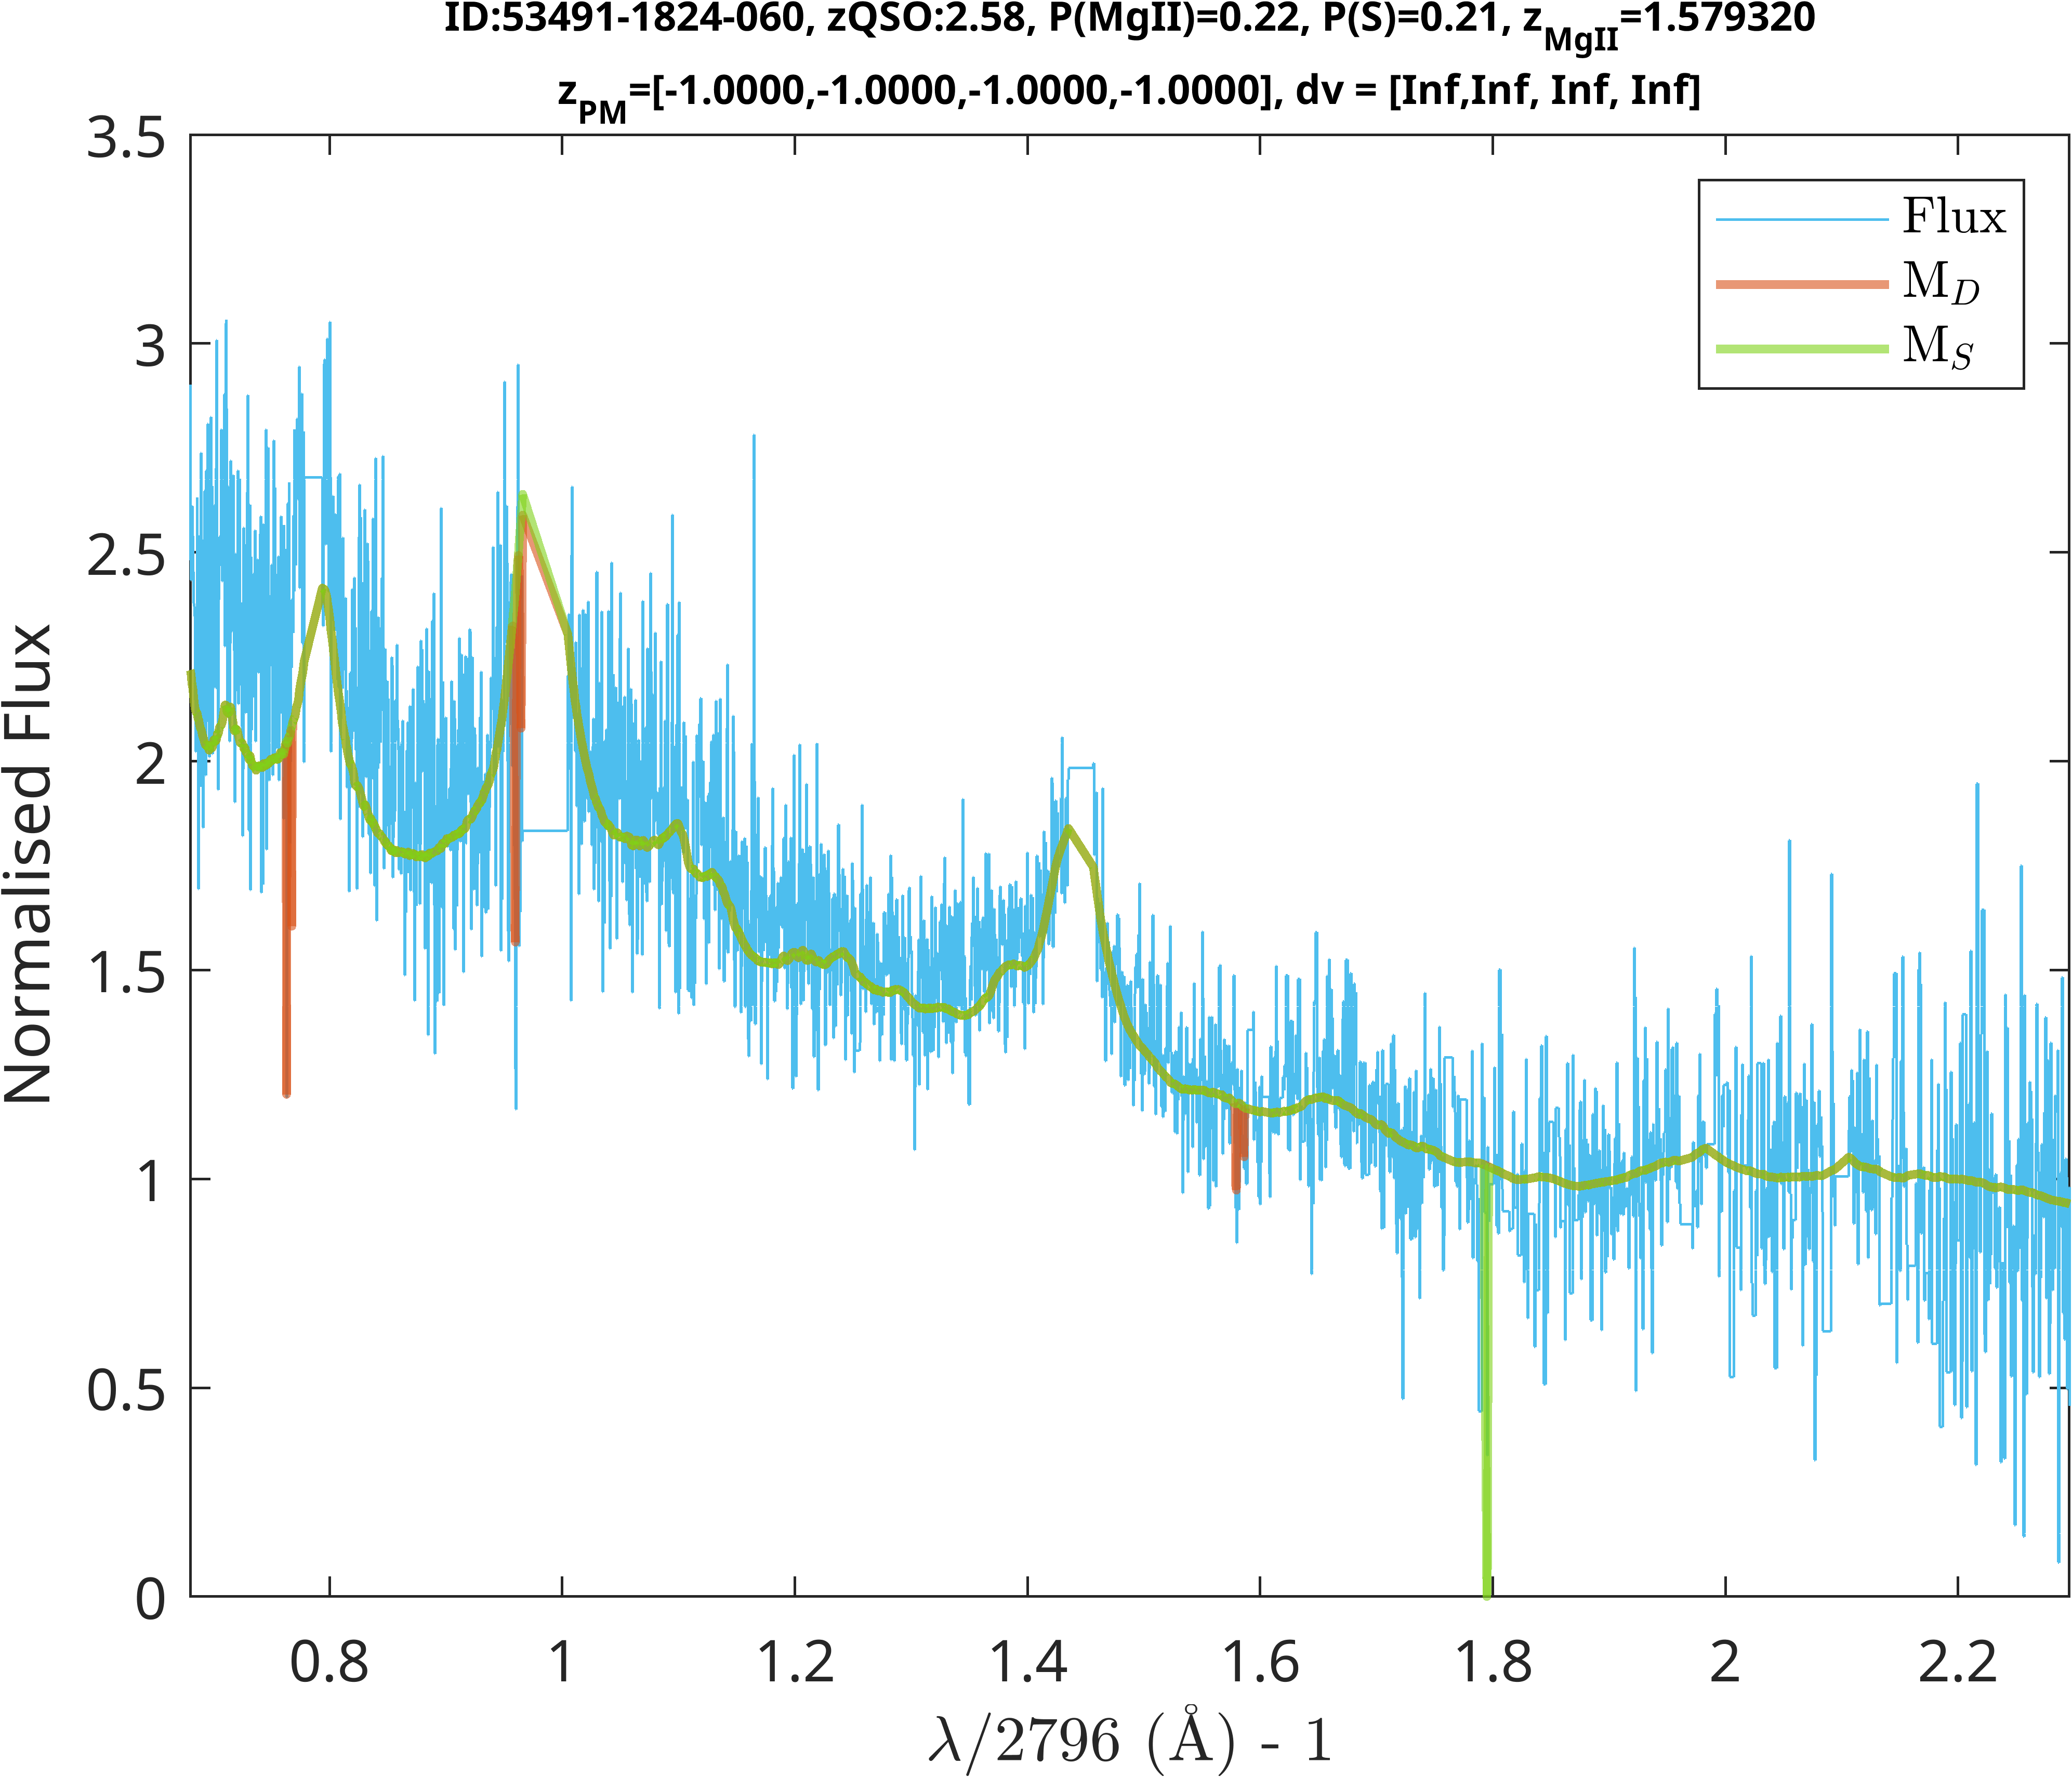 ID:53491-1824-060, zQSO:2.58, P(MgII)=0.22, P(S)=0.21, zMgII=1.579320
zPM=[-1.0000,-1.0000,-1.0000,-1.0000], dv = [Inf,Inf, Inf, Inf]
3.5
3
2.5
2
1.5
1
0.5
0
Normalised Flux
Flux
MD
MS
0.8
1
1.2
1.4
1.6
1.8
2
2.2
λ/2796 (Å) - 1